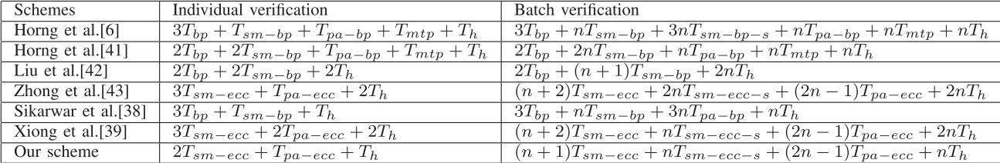 Schemes Individual verification Batch verification
Horng et al.[6] 3T_{bp} + T_{sm-bp} + T_{pa-bp} + T_{mtp} + T_h 3T_{bp} + nT_{sm-bp} + 3nT_{sm-bp-s} + nT_{pa-bp} + nT_{mtp} + nT_h
Horng et al.[41] 2T_{bp} + 2T_{sm-bp} + T_{pa-bp} + T_{mtp} + T_h 2T_{bp} + 2nT_{sm-bp} + nT_{pa-bp} + nT_{mtp} + nT_h
Liu et al.[42] 2T_{bp} + 2T_{sm-bp} + 2T_h 2T_{bp} + (n + 1)T_{sm-bp} + 2nT_h
Zhong et al.[43] 3T_{sm-ecc} + T_{pa-ecc} + 2T_h (n + 2)T_{sm-ecc} + 2nT_{sm-ecc-s} + (2n − 1)T_{pa-ecc} + 2nT_h
Sikarwar et al.[38] 3T_{bp} + T_{sm-bp} + T_h 3T_{bp} + nT_{sm-bp} + 3nT_{pa-bp} + nT_h
Xiong et al.[39] 3T_{sm-ecc} + 2T_{pa-ecc} + 2T_h (n + 2)T_{sm-ecc} + nT_{sm-ecc-s} + (2n − 1)T_{pa-ecc} + 2nT_h
Our scheme 2T_{sm-ecc} + T_{pa-ecc} + T_h (n + 1)T_{sm-ecc} + nT_{sm-ecc-s} + (2n − 1)T_{pa-ecc} + nT_h